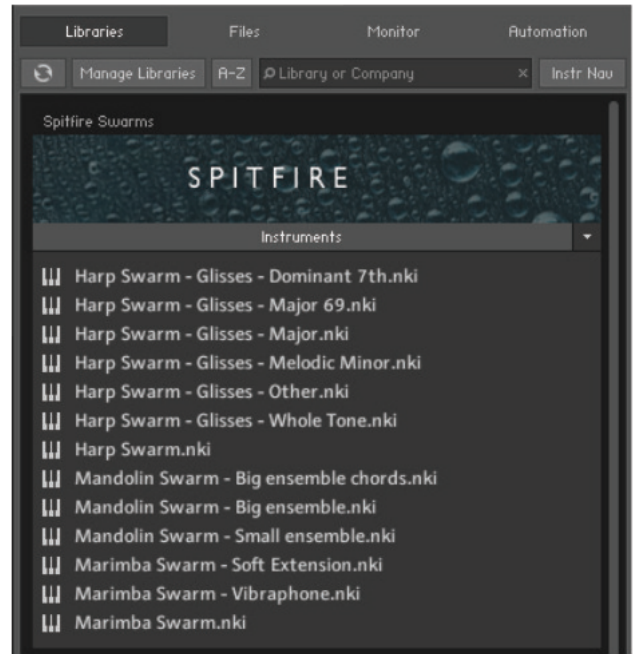 Libraries Files Monitor Automation
Manage Libraries A-Z Library or Company × Instr Nav
Spitfire Swarms
SPITFIRE
Instruments
Harp Swarm - Glisses - Dominant 7th.nki
Harp Swarm - Glisses - Major 69.nki
Harp Swarm - Glisses - Major.nki
Harp Swarm - Glisses - Melodic Minor.nki
Harp Swarm - Glisses - Other.nki
Harp Swarm - Glisses - Whole Tone.nki
Harp Swarm.nki
Mandolin Swarm - Big ensemble chords.nki
Mandolin Swarm - Big ensemble.nki
Mandolin Swarm - Small ensemble.nki
Marimba Swarm - Soft Extension.nki
Marimba Swarm - Vibraphone.nki
Marimba Swarm.nki